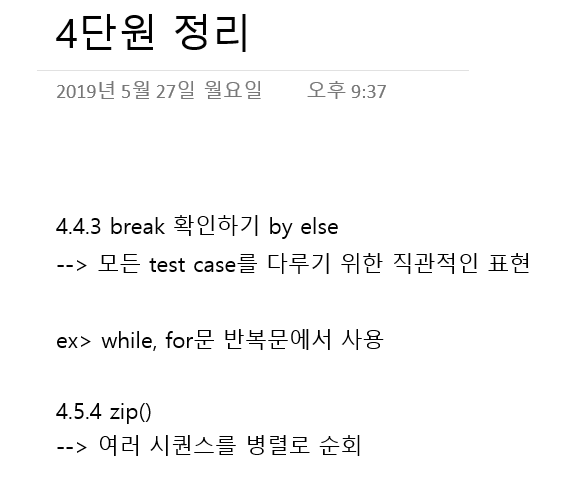 4단원 정리
2019년 5월 27일 월요일 오후 9:37
4.4.3 break 확인하기 by else
--> 모든 test case를 다루기 위한 직관적인 표현
ex> while, for문 반복문에서 사용
4.5.4 zip()
--> 여러 시퀀스를 병렬로 순회